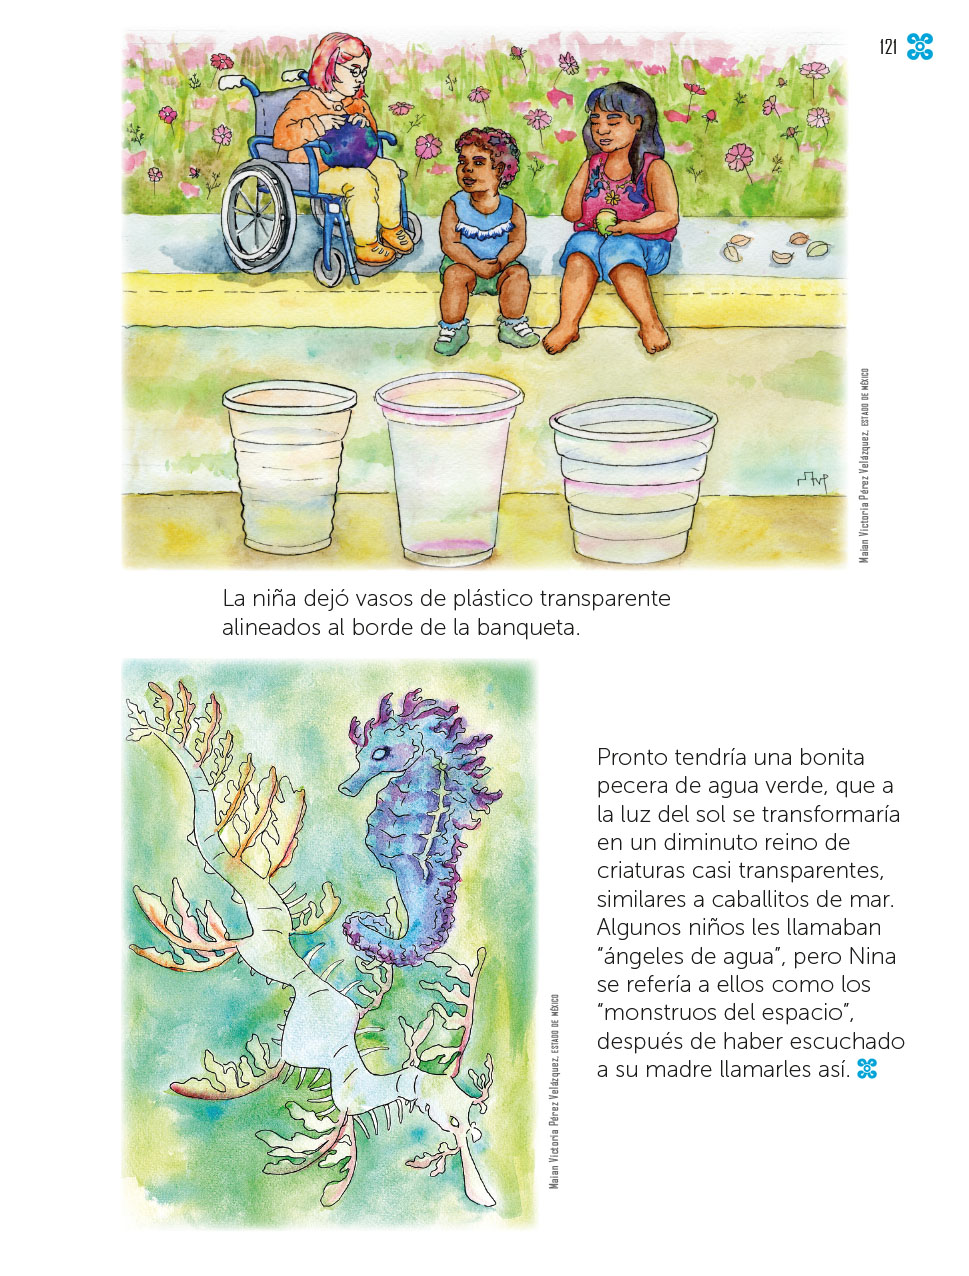 121
Maian Victoria Pérez Velázquez, ESTADO DE MÉXICO
La niña dejó vasos de plástico transparente
alineados al borde de la banqueta.
Pronto tendría una bonita
pecera de agua verde, que a
la luz del sol se transformaría
en un diminuto reino de
criaturas casi transparentes,
similares a caballitos de mar.
Algunos niños les llamaban
“ángeles de agua”, pero Nina
se refería a ellos como los
“monstruos del espacio”,
después de haber escuchado
a su madre llamarles así.
Maian Victoria Pérez Velázquez, ESTADO DE MÉXICO